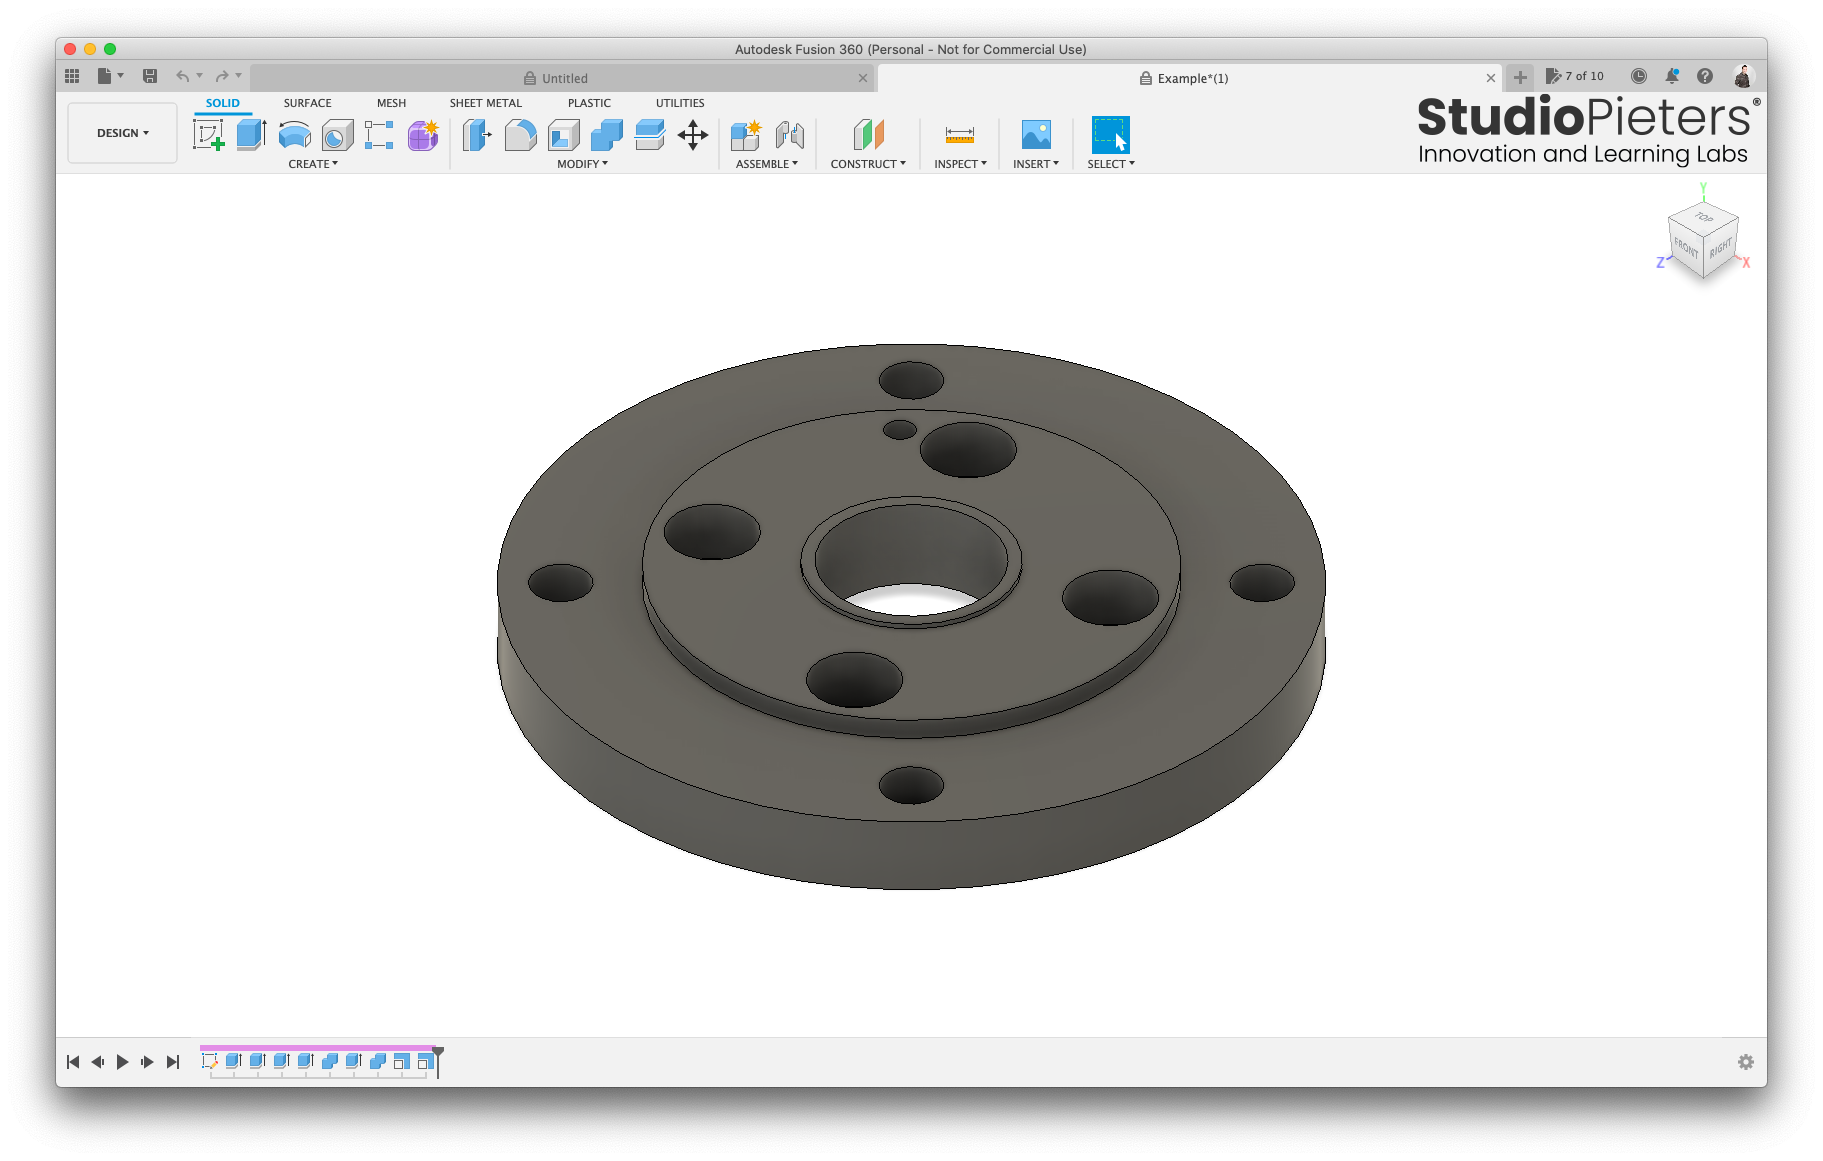 Autodesk Fusion 360 (Personal - Not for Commercial Use)
Untitled
Example*(1)
7 of 10
SOLID SURFACE MESH SHEET METAL PLASTIC UTILITIES
DESIGN
CREATE MODIFY ASSEMBLE CONSTRUCT INSPECT INSERT SELECT
StudioPieters®
Innovation and Learning Labs
Y
TOP
FRONT RIGHT
Z X